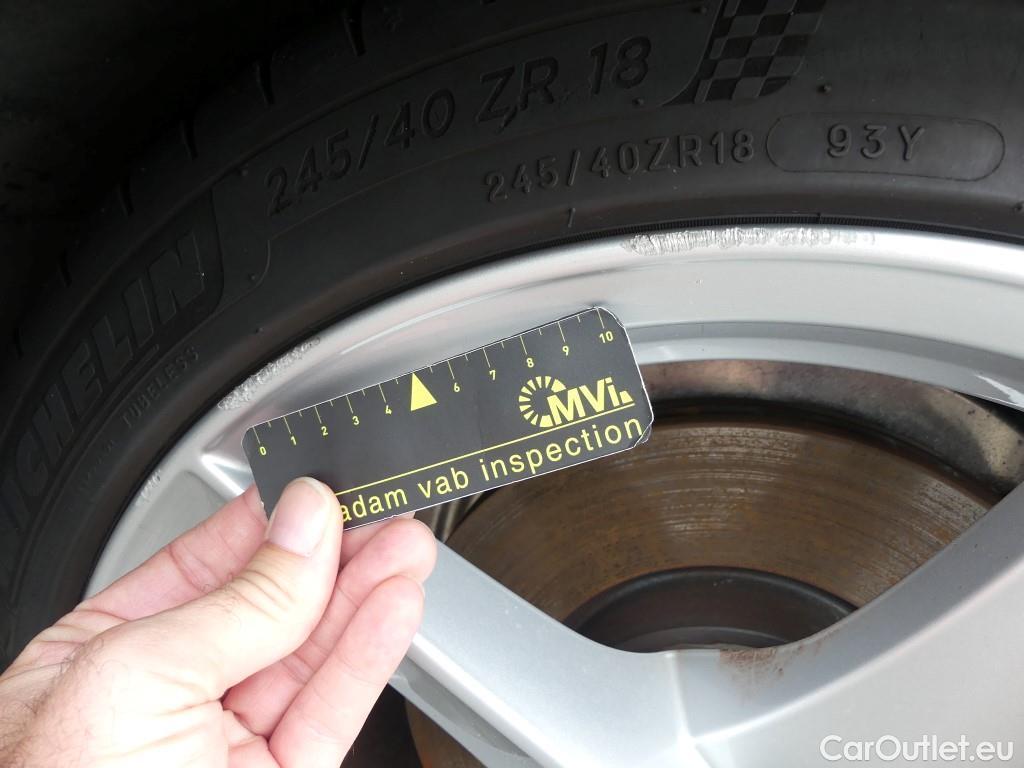 245/40 ZR 18
245/40ZR18 93Y
MICHELIN
TUBELESS
0 1 2 3 4 6 7 8 9 10
MVi
adam vab inspection
CarOutlet.eu